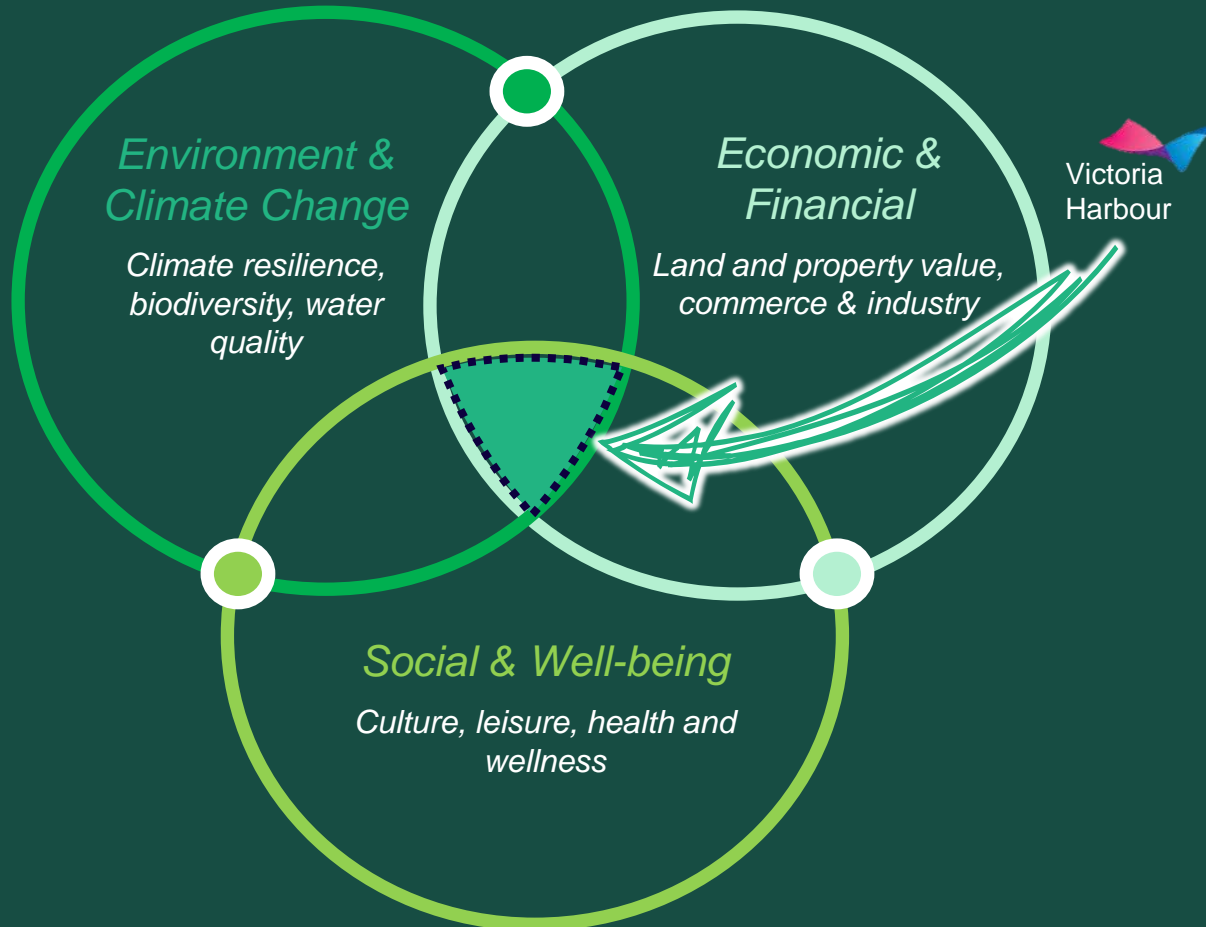 Environment &
Climate Change
Climate resilience,
biodiversity, water
quality
Economic &
Financial
Land and property value,
commerce & industry
Victoria
Harbour
Social & Well-being
Culture, leisure, health and
wellness